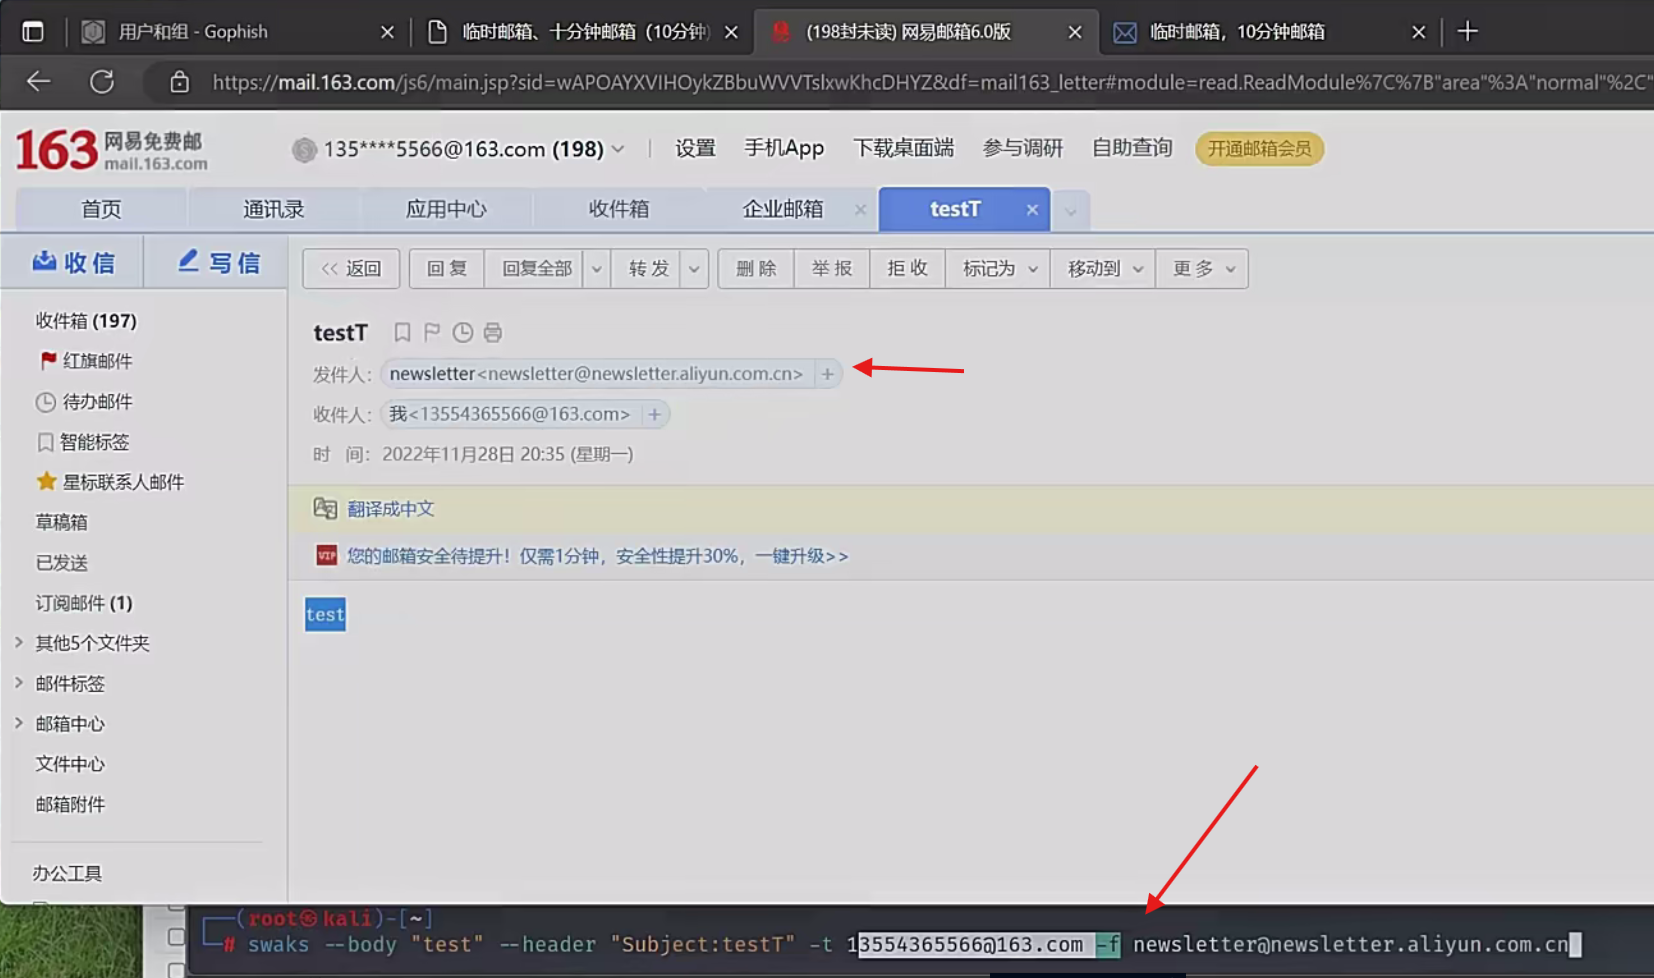 用户和组 - Gophish
临时邮箱、十分钟邮箱（10分钟)
(198封未读) 网易邮箱6.0版
临时邮箱，10分钟邮箱
https://mail.163.com/js6/main.jsp?sid=wAPOAYXVIHOykZBbuWVVTslxwKhcDHYZ&df=mail163_letter#module=read.ReadModule%7C%7B"area"%3A"normal"%2C"
163 网易免费邮
mail.163.com
135****5566@163.com (198)
设置 手机App 下载桌面端 参与调研 自助查询 开通邮箱会员
首页 通讯录 应用中心 收件箱 企业邮箱 testT
收信 写信
<< 返回 回复 回复全部 转发 删除 举报 拒收 标记为 移动到 更多
收件箱 (197)
红旗邮件
待办邮件
智能标签
星标联系人邮件
草稿箱
已发送
订阅邮件 (1)
其他5个文件夹
邮件标签
邮箱中心
文件中心
邮箱附件
办公工具
testT
发件人： newsletter<newsletter@newsletter.aliyun.com.cn> +
收件人： 我<13554365566@163.com> +
时 间： 2022年11月28日 20:35 (星期一)
翻译成中文
VIP 您的邮箱安全待提升！仅需1分钟，安全性提升30%，一键升级>>
test
(root㉿kali)-[~]
# swaks --body "test" --header "Subject:testT" -t 13554365566@163.com -f newsletter@newsletter.aliyun.com.cn